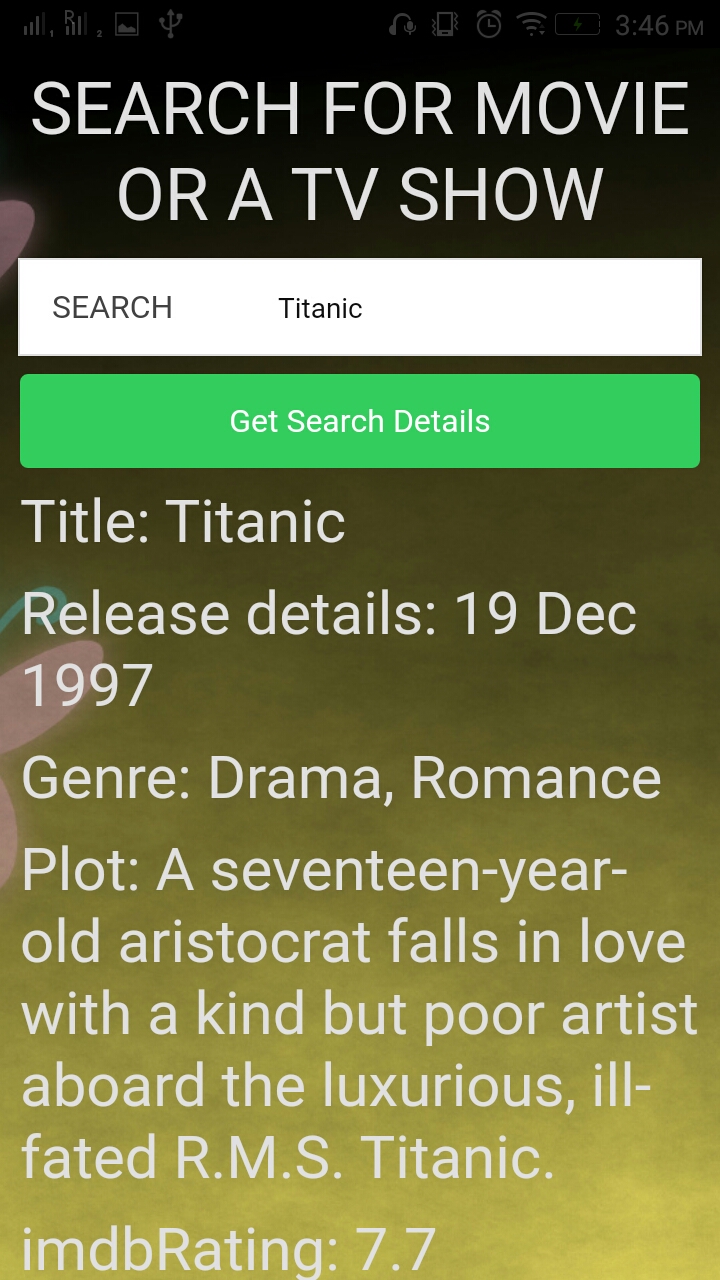 R
1
2
3:46 PM
SEARCH FOR MOVIE
OR A TV SHOW
SEARCH Titanic
Get Search Details
Title: Titanic
Release details: 19 Dec
1997
Genre: Drama, Romance
Plot: A seventeen-year-
old aristocrat falls in love
with a kind but poor artist
aboard the luxurious, ill-
fated R.M.S. Titanic.
imdbRating: 7.7